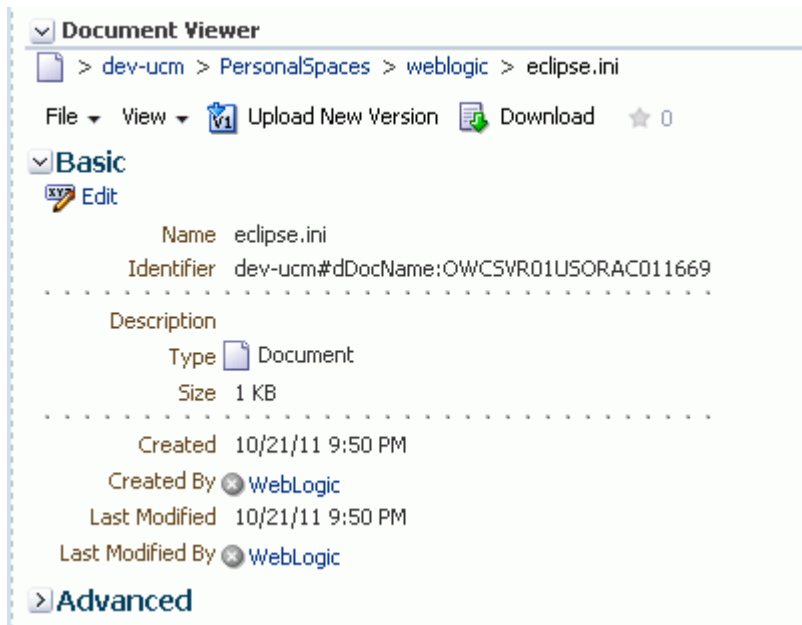 Document Viewer
> dev-ucm > PersonalSpaces > weblogic > eclipse.ini
File View V1 Upload New Version Download 0
Basic
XYZ Edit
Name eclipse.ini
Identifier dev-ucm#dDocName:OWCSVR01USORAC011669
Description
Type Document
Size 1 KB
Created 10/21/11 9:50 PM
Created By WebLogic
Last Modified 10/21/11 9:50 PM
Last Modified By WebLogic
Advanced